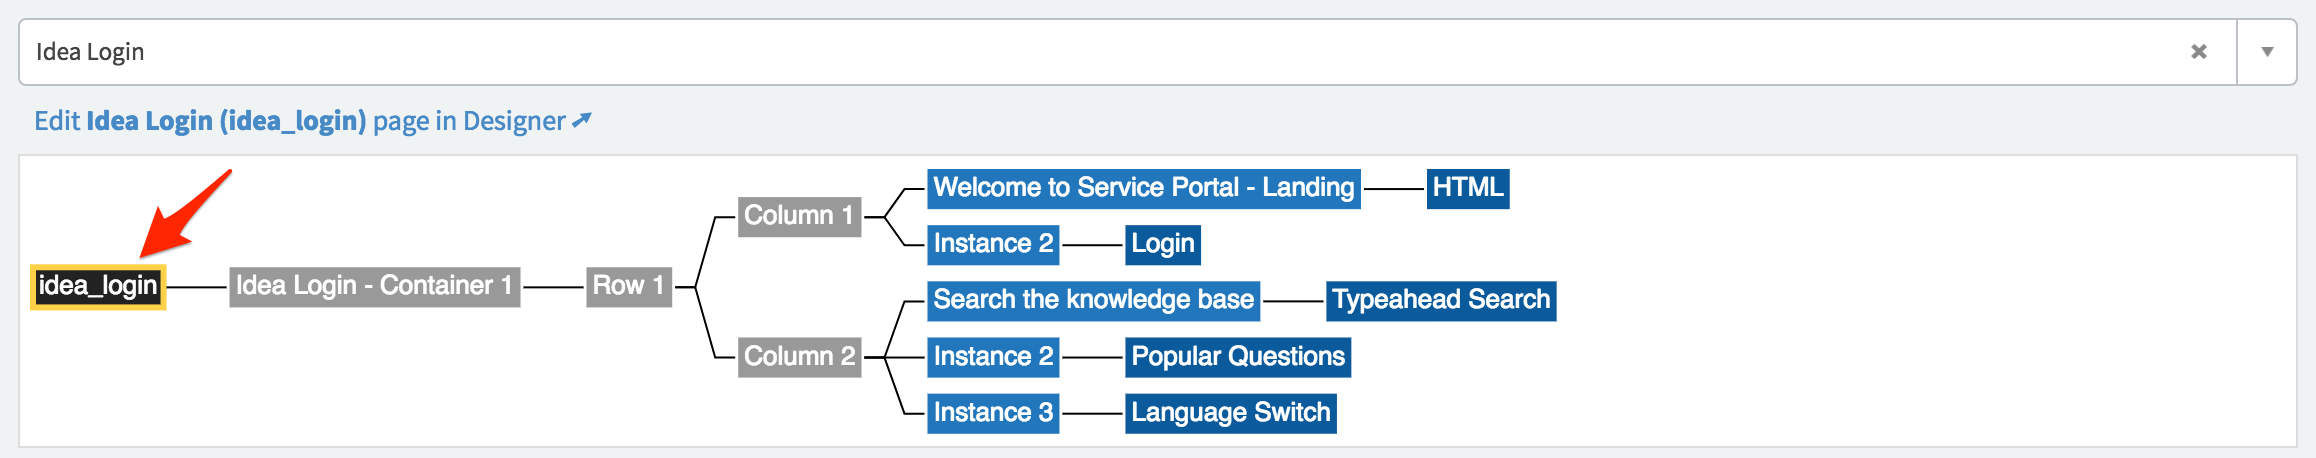 Idea Login
Edit Idea Login (idea_login) page in Designer
Welcome to Service Portal - Landing HTML
Column 1
Instance 2 Login
idea_login Idea Login - Container 1 Row 1
Search the knowledge base Typeahead Search
Column 2 Instance 2 Popular Questions
Instance 3 Language Switch